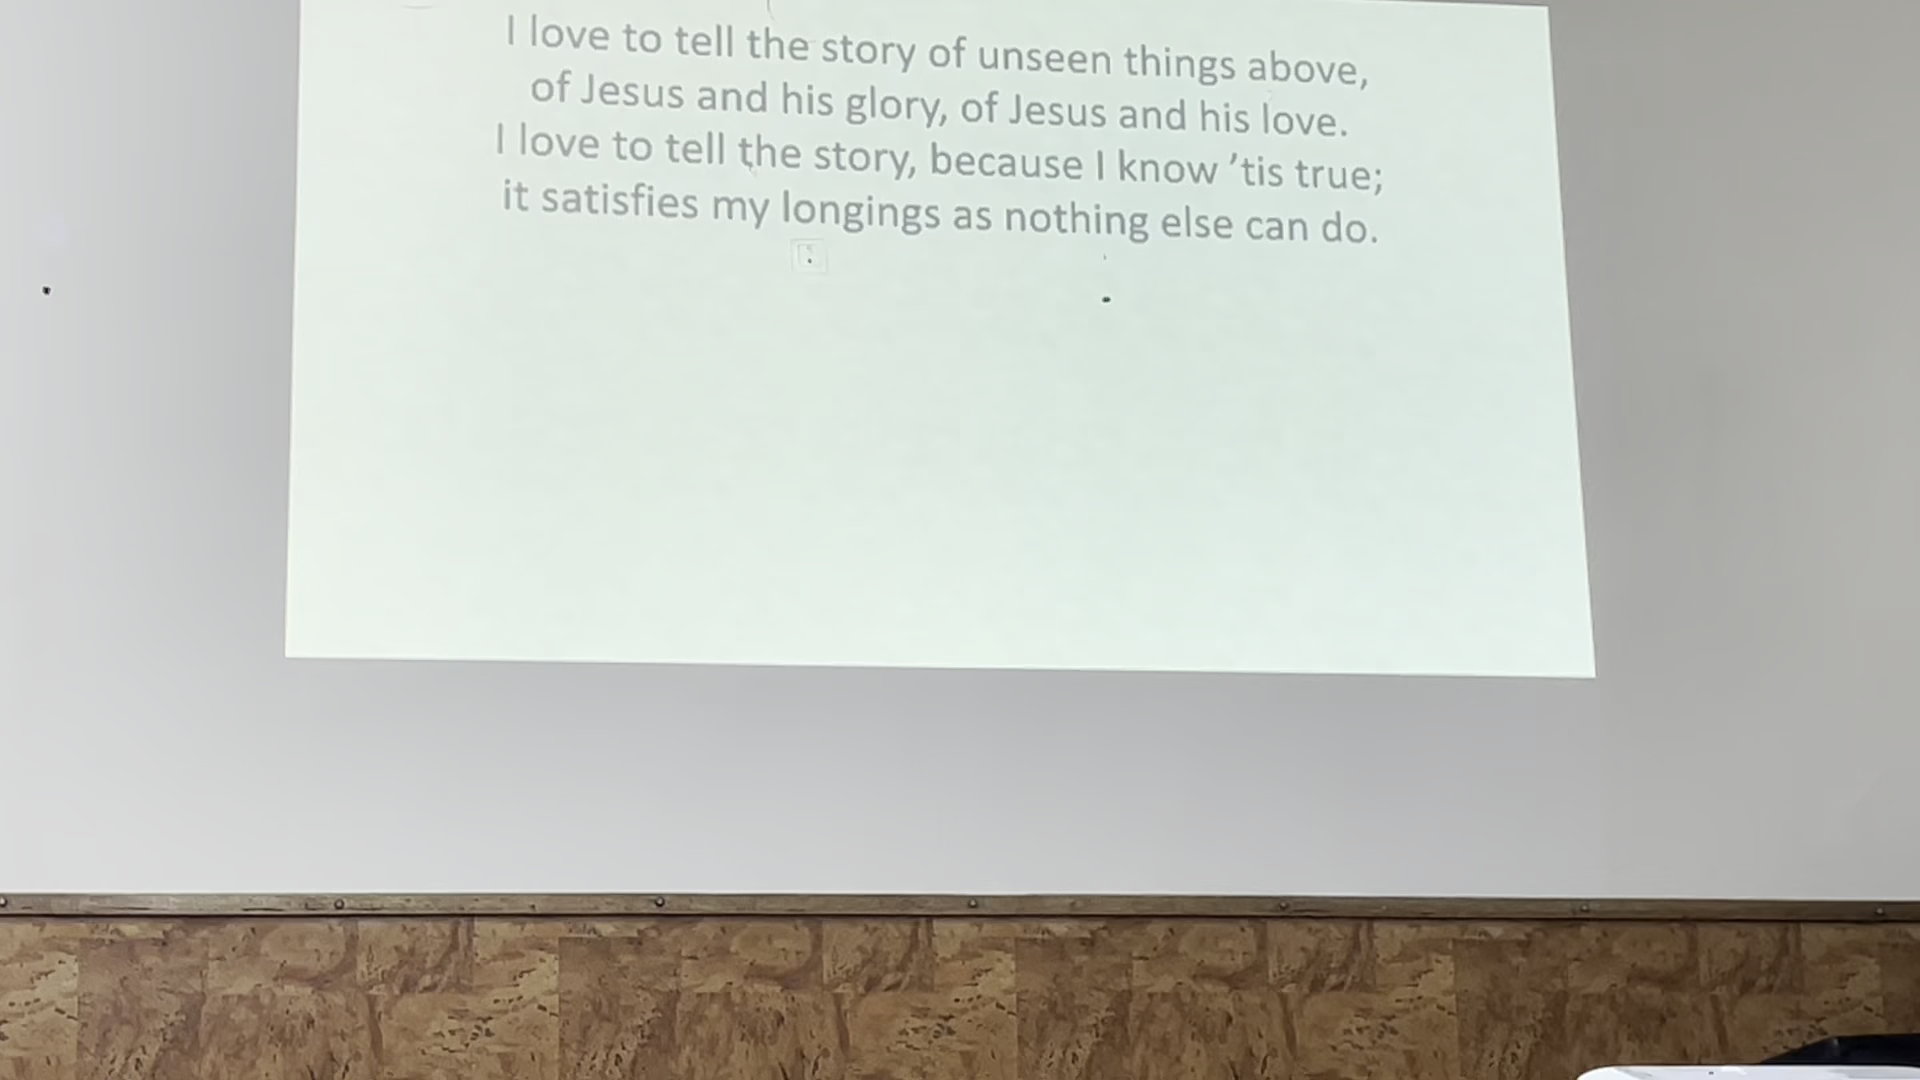 I love to tell the story of unseen things above,
of Jesus and his glory, of Jesus and his love.
I love to tell the story, because I know ’tis true;
it satisfies my longings as nothing else can do.